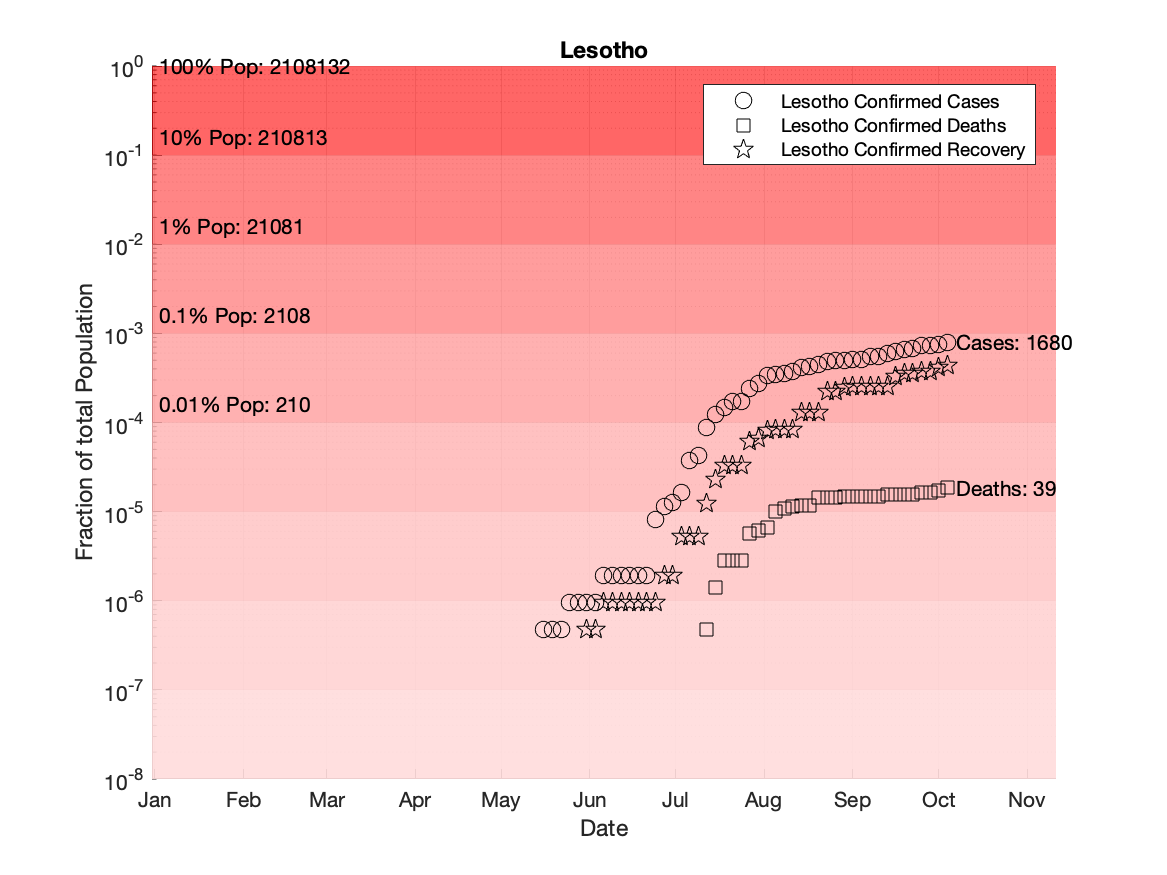 Lesotho
10^0
100% Pop: 2108132
Lesotho Confirmed Cases
Lesotho Confirmed Deaths
Lesotho Confirmed Recovery
10% Pop: 210813
10^-1
1% Pop: 21081
10^-2
0.1% Pop: 2108
10^-3
Cases: 1680
0.01% Pop: 210
10^-4
Deaths: 39
10^-5
10^-6
10^-7
10^-8
Fraction of total Population
Jan Feb Mar Apr May Jun Jul Aug Sep Oct Nov
Date